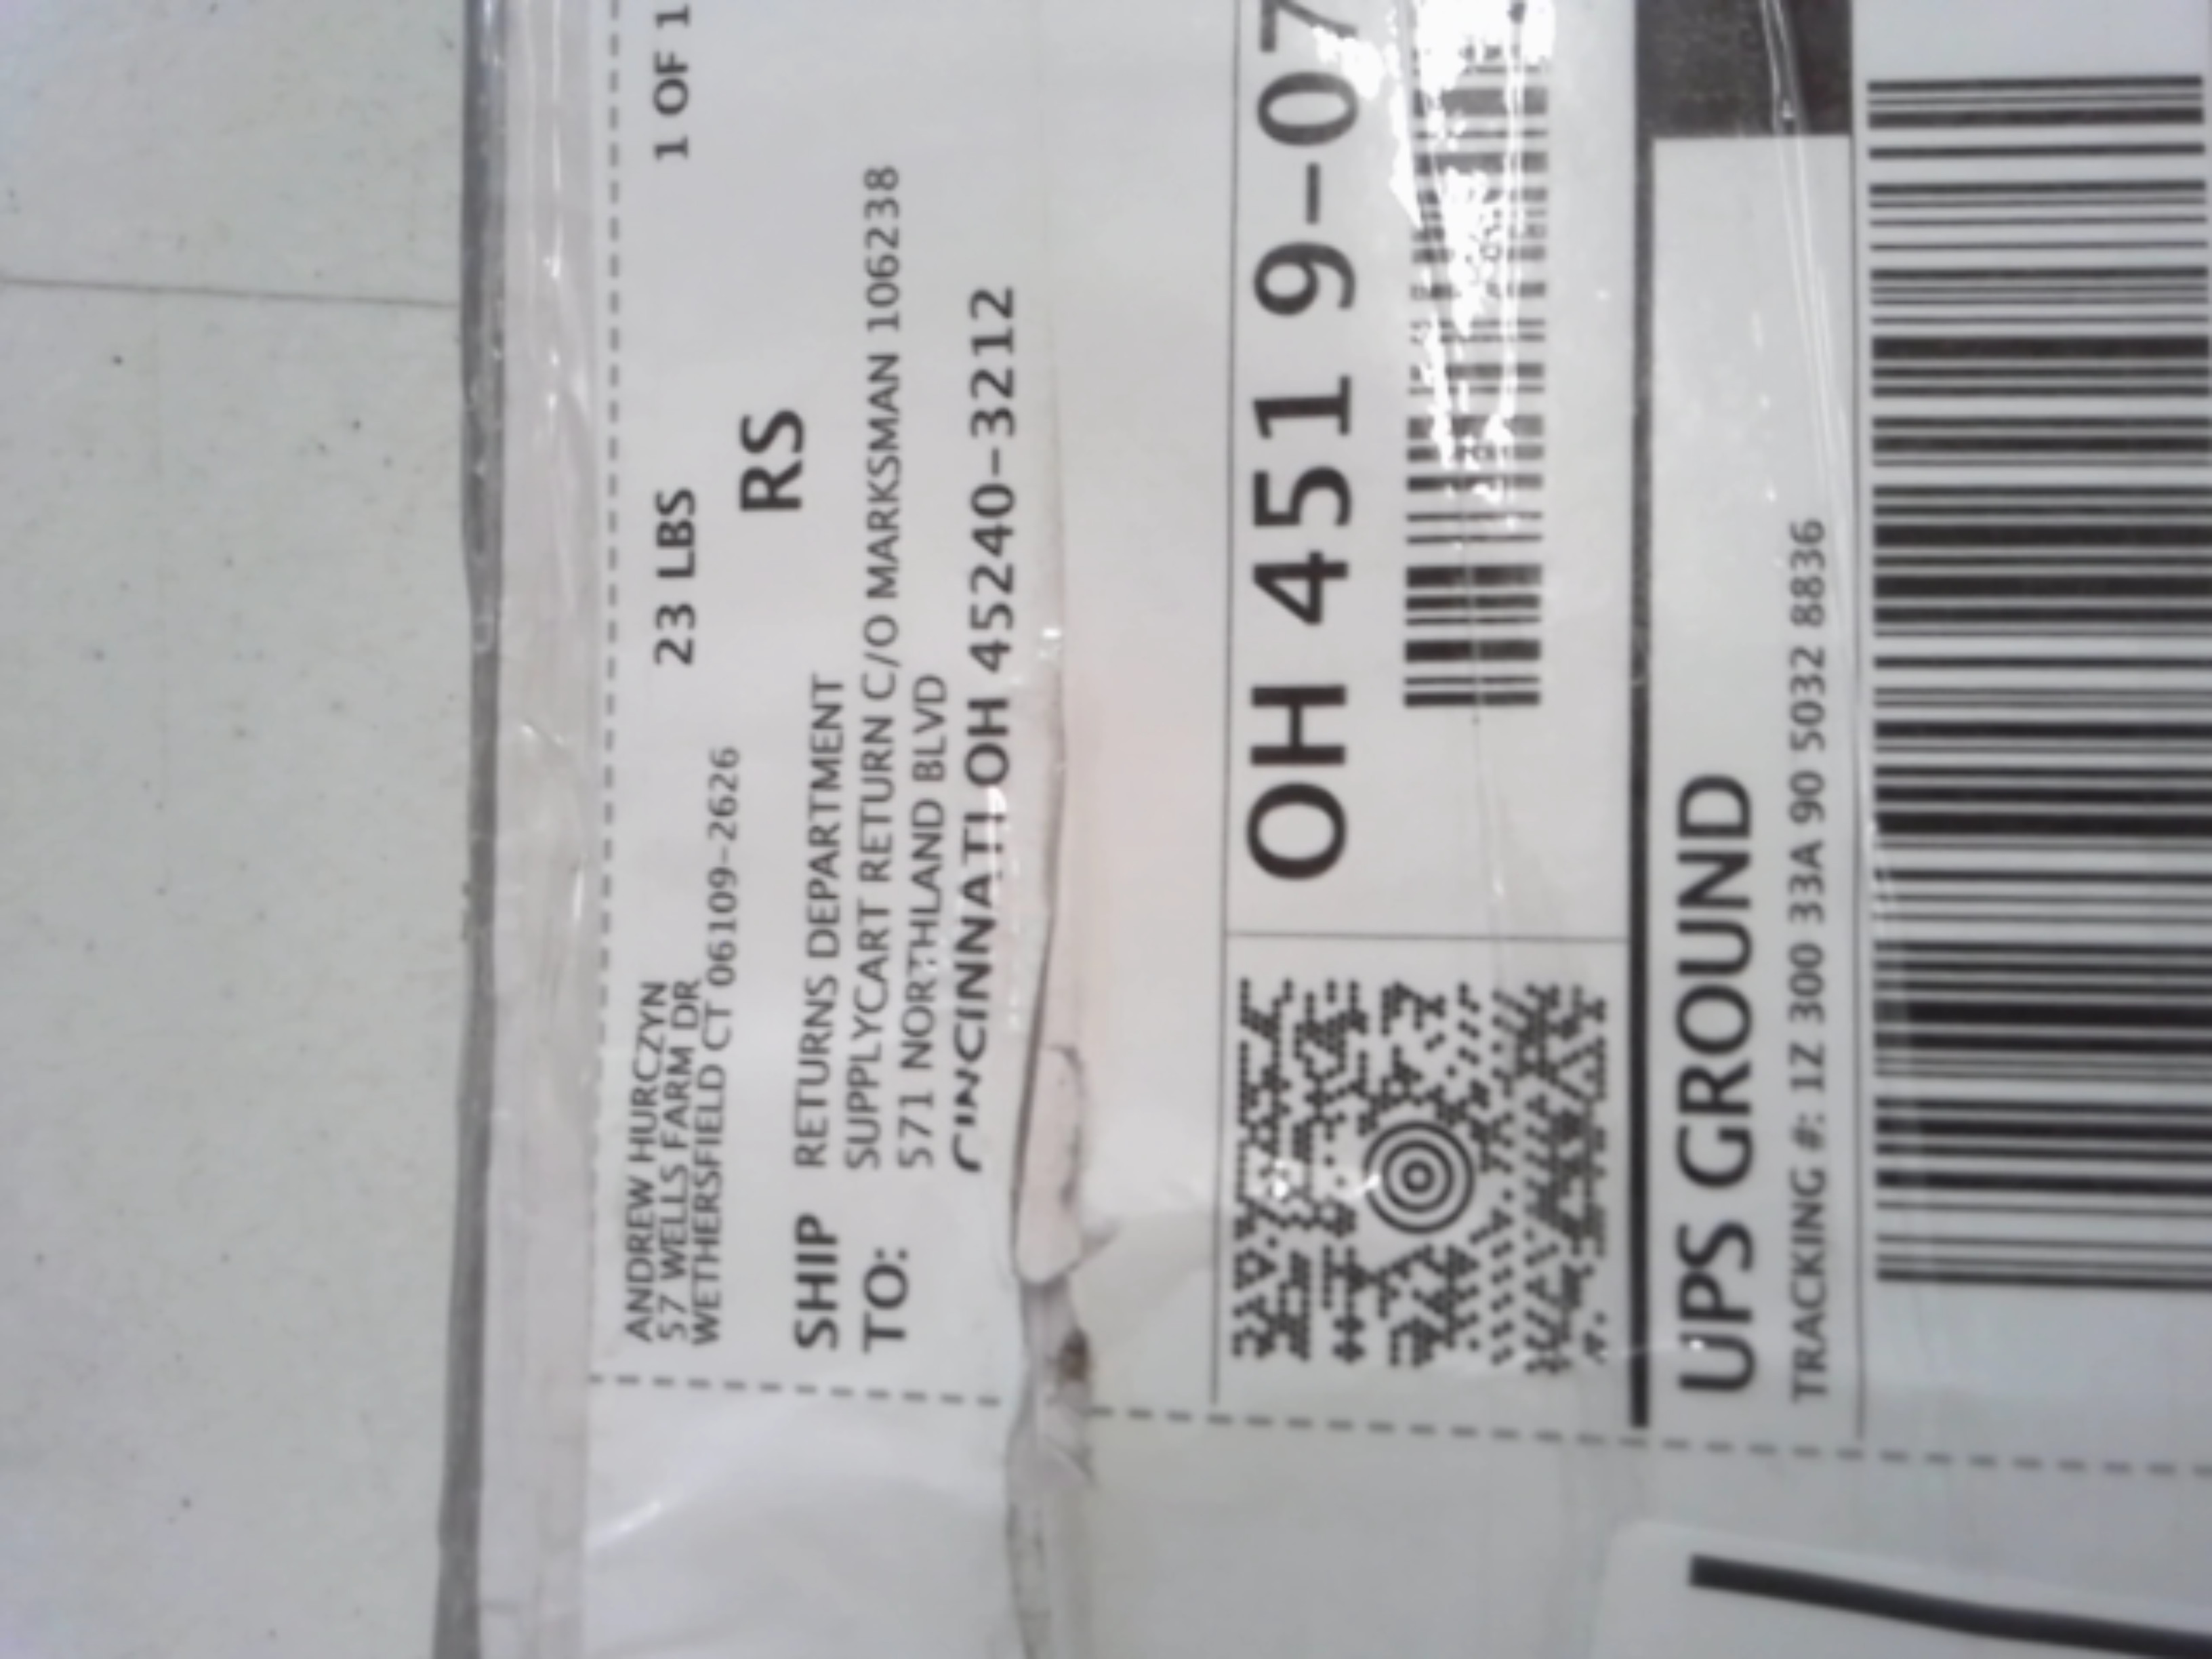 ANDREW HURCZYN
57 WELLS FARM DR
WETHERSFIELD CT 06109-2626
23 LBS
1 OF 1
RS
SHIP TO:
RETURNS DEPARTMENT
SUPPLYCART RETURN C/O MARKSMAN 106238
571 NORTHLAND BLVD
CINCINNATI OH 45240-3212
OH 451 9-07
UPS GROUND
TRACKING #: 1Z 300 33A 90 5032 8836